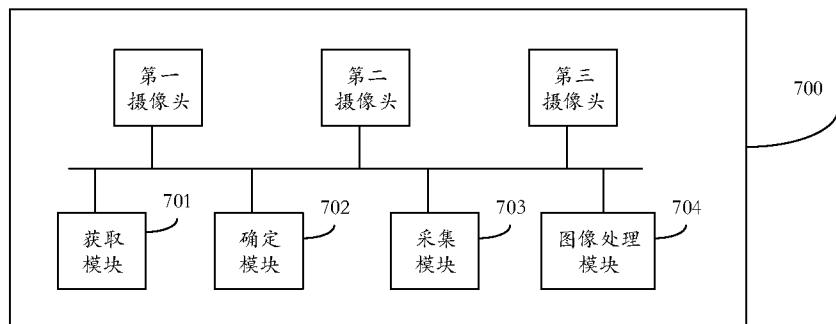 第一
摄像头
第二
摄像头
第三
摄像头
700
701
702
703
704
获取
模块
确定
模块
采集
模块
图像处理
模块